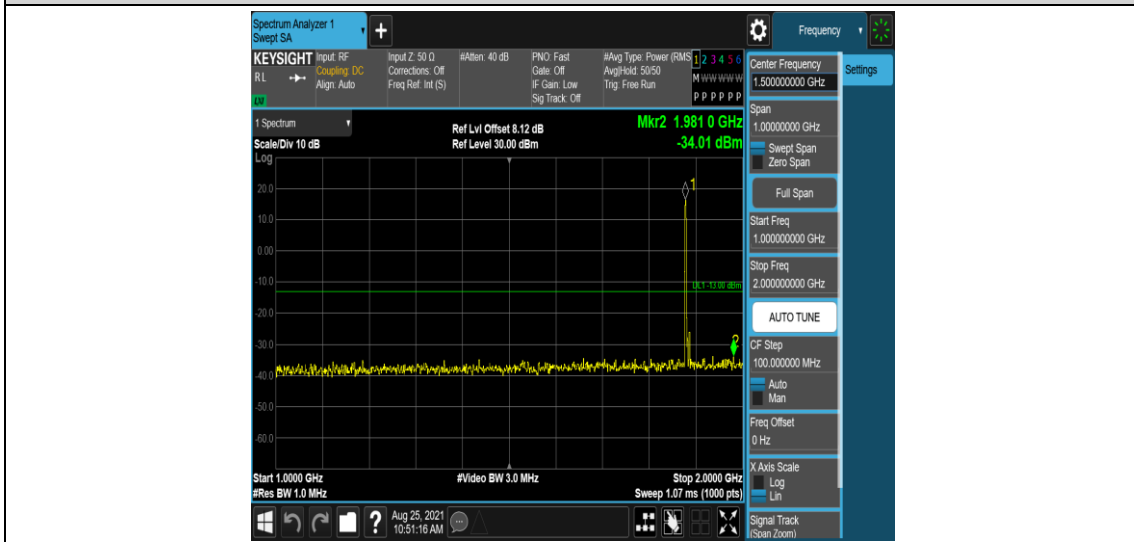 Spectrum Analyzer 1
Swept SA
Frequency
KEYSIGHT
RL
LXI
Input: RF
Coupling: DC
Align: Auto
Input Z: 50 Ω
Corrections: Off
Freq Ref: Int (S)
#Atten: 40 dB
PNO: Fast
Gate: Off
IF Gain: Low
Sig Track: Off
#Avg Type: Power (RMS
Avg|Hold: 50/50
Trig: Free Run
1 2 3 4 5 6
M W W W W W
P P P P P P
Center Frequency
1.500000000 GHz
Settings
Span
1.00000000 GHz
Swept Span
Zero Span
Full Span
Start Freq
1.000000000 GHz
Stop Freq
2.000000000 GHz
AUTO TUNE
CF Step
100.000000 MHz
Auto
Man
Freq Offset
0 Hz
X Axis Scale
Log
Lin
Signal Track
(Span Zoom)
1 Spectrum
Scale/Div 10 dB
Ref Lvl Offset 8.12 dB
Ref Level 30.00 dBm
Mkr2 1.981 0 GHz
-34.01 dBm
Log
1
20.0
10.0
0.00
-10.0
DL1 -13.00 dBm
-20.0
-30.0
2
-40.0
-50.0
-60.0
Start 1.0000 GHz
#Video BW 3.0 MHz
Stop 2.0000 GHz
#Res BW 1.0 MHz
Sweep 1.07 ms (1000 pts)
?
Aug 25, 2021
10:51:16 AM